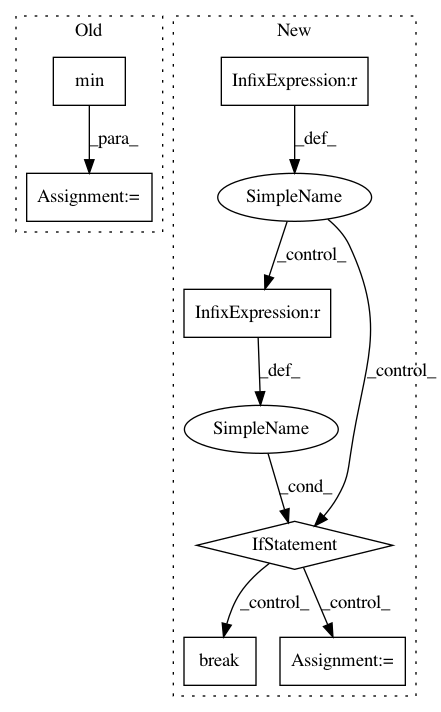 Old
New
min
InfixExpression:r
_para_
_def_
Assignment:=
SimpleName
_control_
InfixExpression:r
_control_
_def_
SimpleName
_cond_
IfStatement
_control_
_control_
break
Assignment:=